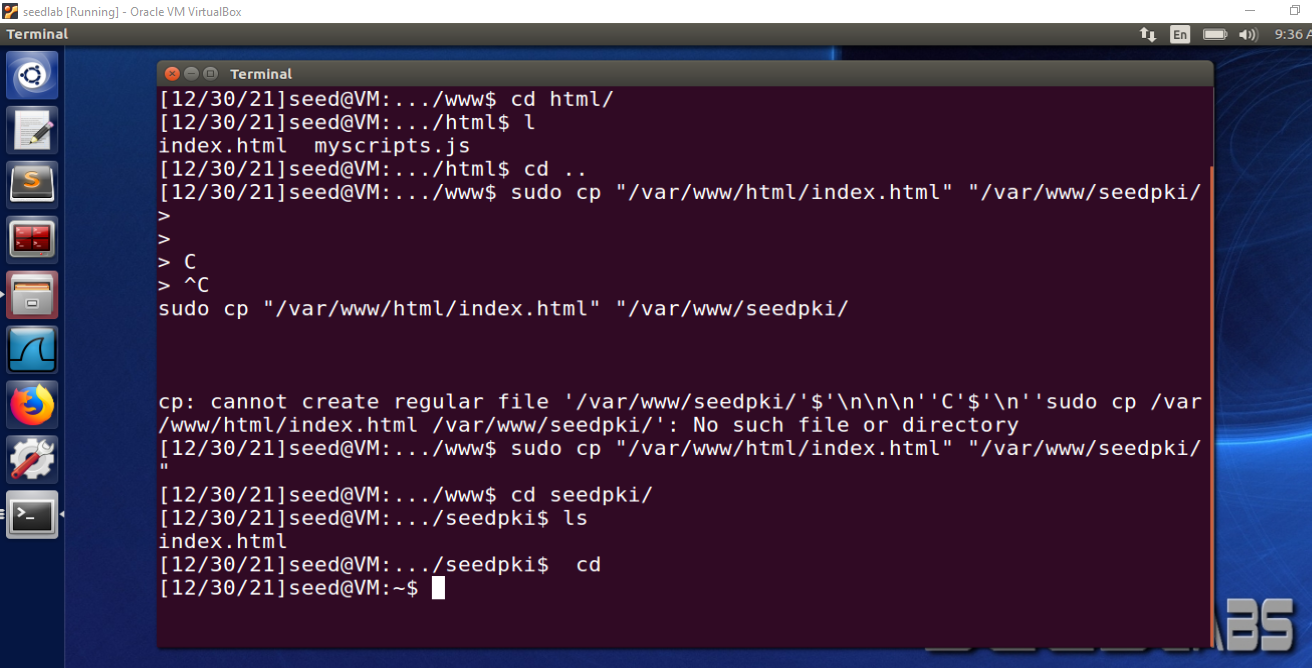 seedlab [Running] - Oracle VM VirtualBox
Terminal
En
9:36 A
Terminal
[12/30/21]seed@VM:.../www$ cd html/
[12/30/21]seed@VM:.../html$ l
index.html  myscripts.js
[12/30/21]seed@VM:.../html$ cd ..
[12/30/21]seed@VM:.../www$ sudo cp "/var/www/html/index.html" "/var/www/seedpki/
>
>
> C
> ^C
sudo cp "/var/www/html/index.html" "/var/www/seedpki/
cp: cannot create regular file '/var/www/seedpki/'$'\n\n\n''C'$'\n''sudo cp /var
/www/html/index.html /var/www/seedpki/': No such file or directory
[12/30/21]seed@VM:.../www$ sudo cp "/var/www/html/index.html" "/var/www/seedpki/
"
[12/30/21]seed@VM:.../www$ cd seedpki/
[12/30/21]seed@VM:.../seedpki$ ls
index.html
[12/30/21]seed@VM:.../seedpki$  cd
[12/30/21]seed@VM:~$